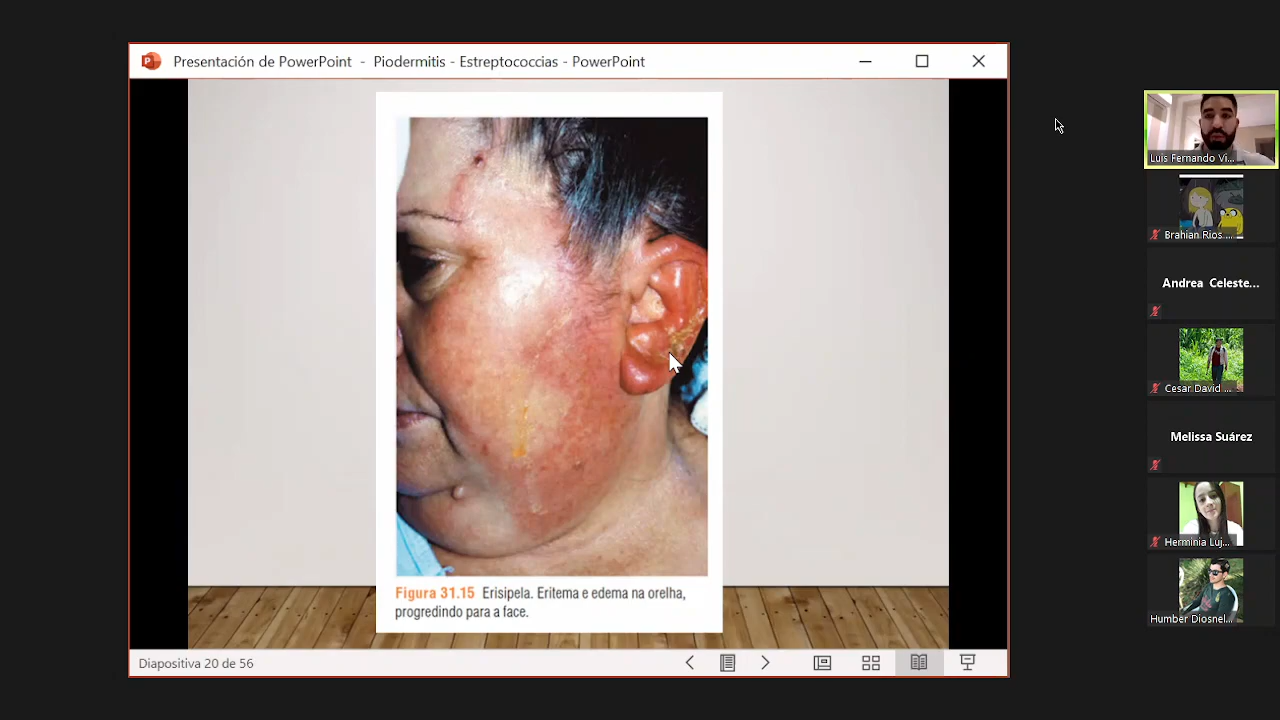 Presentación de PowerPoint - Piodermitis - Estreptococcias - PowerPoint
Figura 31.15 Erisipela. Eritema e edema na orelha,
progredindo para a face.
Diapositiva 20 de 56
Luis Fernando Vi...
Brahian Rios ...
Andrea Celeste...
Cesar David ...
Melissa Suárez
Herminia Luj...
Humber Diosnel...